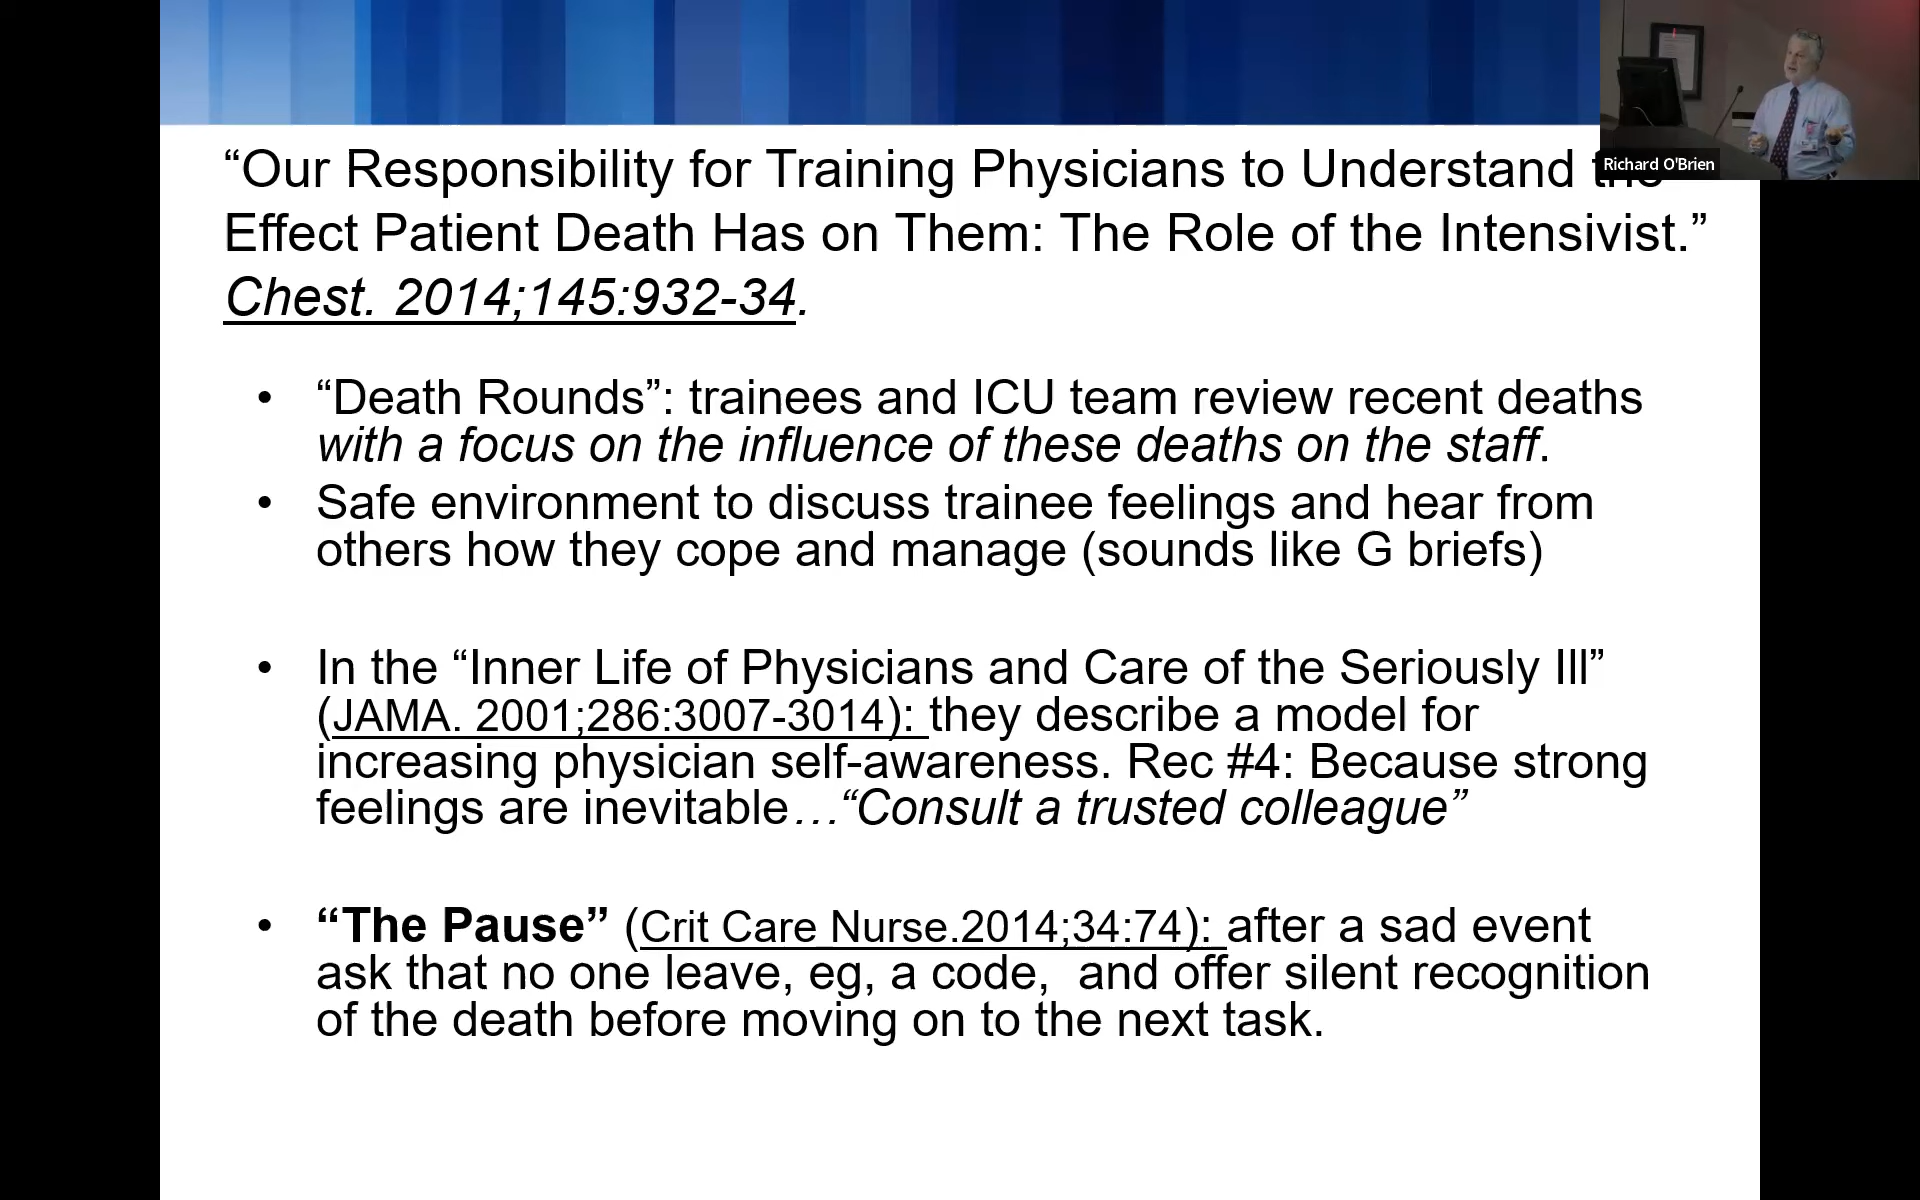 “Our Responsibility for Training Physicians to Understand the
Effect Patient Death Has on Them: The Role of the Intensivist.”
Chest. 2014;145:932-34.
• “Death Rounds”: trainees and ICU team review recent deaths
with a focus on the influence of these deaths on the staff.
• Safe environment to discuss trainee feelings and hear from
others how they cope and manage (sounds like G briefs)
• In the “Inner Life of Physicians and Care of the Seriously Ill”
(JAMA. 2001;286:3007-3014): they describe a model for
increasing physician self-awareness. Rec #4: Because strong
feelings are inevitable…“Consult a trusted colleague”
• “The Pause” (Crit Care Nurse.2014;34:74): after a sad event
ask that no one leave, eg, a code,  and offer silent recognition
of the death before moving on to the next task.
Richard O'Brien